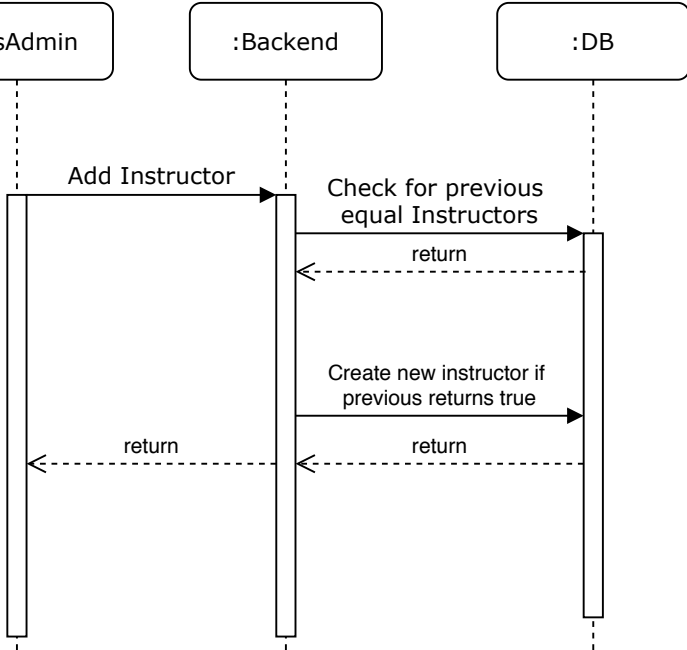 sAdmin
:Backend
:DB
Add Instructor
Check for previous
equal Instructors
return
Create new instructor if
previous returns true
return
return